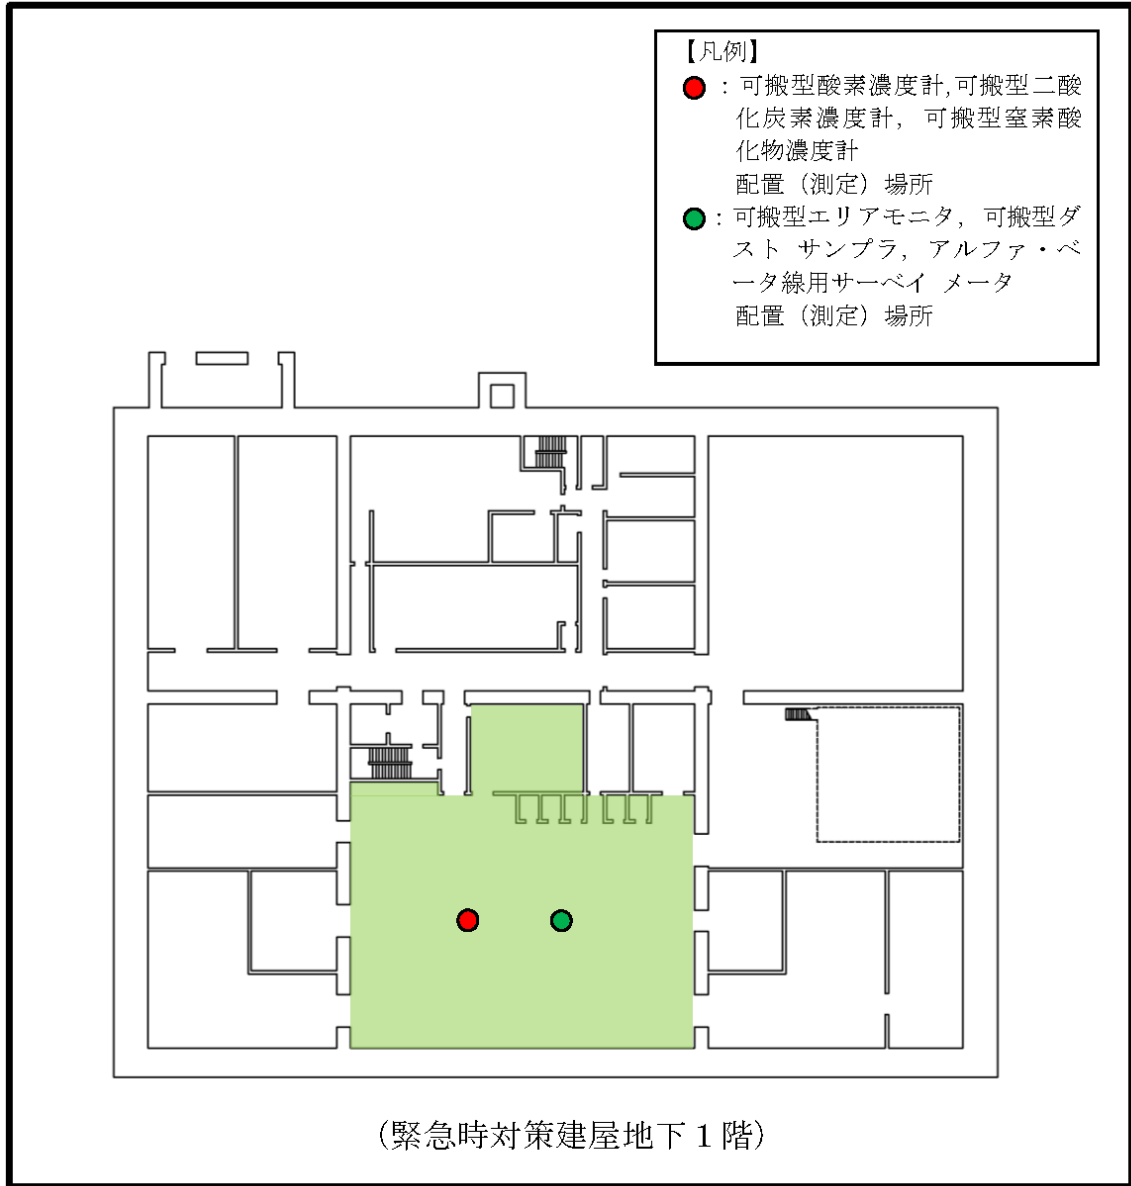 【凡例】
：可搬型酸素濃度計,可搬型二酸
化炭素濃度計，可搬型窒素酸
化物濃度計
配置（測定）場所
：可搬型エリアモニタ，可搬型ダ
スト サンプラ，アルファ・ベ
ータ線用サーベイ メータ
配置（測定）場所
（緊急時対策建屋地下１階）